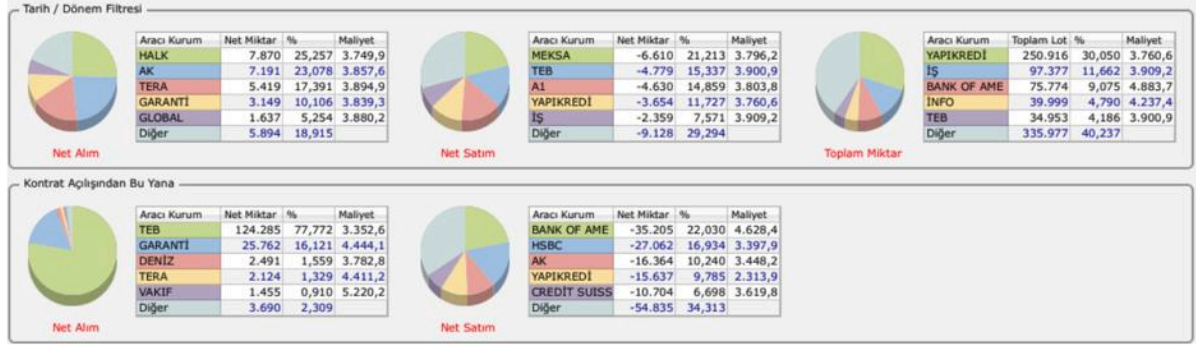 Tarih / Dönem Filtresi
Aracı Kurum Net Miktar % Maliyet
HALK 7.870 25,257 3.749,9
AK 7.191 23,078 3.857,6
TERA 5.419 17,391 3.894,9
GARANTİ 3.149 10,106 3.839,3
GLOBAL 1.637 5,254 3.880,2
Diğer 5.894 18,915
Net Alım
Aracı Kurum Net Miktar % Maliyet
MEKSA -6.610 21,213 3.796,2
TEB -4.779 15,337 3.900,9
A1 -4.630 14,859 3.803,8
YAPIKREDİ -3.654 11,727 3.760,6
İŞ -2.359 7,571 3.909,2
Diğer -9.128 29,294
Net Satım
Aracı Kurum Toplam Lot % Maliyet
YAPIKREDİ 250.916 30,050 3.760,6
İŞ 97.377 11,662 3.909,2
BANK OF AME 75.774 9,075 4.883,7
İNFO 39.999 4,790 4.237,4
TEB 34.953 4,186 3.900,9
Diğer 335.977 40,237
Toplam Miktar
Kontrat Açılışından Bu Yana
Aracı Kurum Net Miktar % Maliyet
TEB 124.285 77,772 3.352,6
GARANTİ 25.762 16,121 4.444,1
DENİZ 2.491 1,559 3.782,8
TERA 2.124 1,329 4.411,2
VAKIF 1.455 0,910 5.220,2
Diğer 3.690 2,309
Net Alım
Aracı Kurum Net Miktar % Maliyet
BANK OF AME -35.205 22,030 4.628,4
HSBC -27.062 16,934 3.397,9
AK -16.364 10,240 3.448,2
YAPIKREDİ -15.637 9,785 2.313,9
CREDİT SUISS -10.704 6,698 3.619,8
Diğer -54.835 34,313
Net Satım